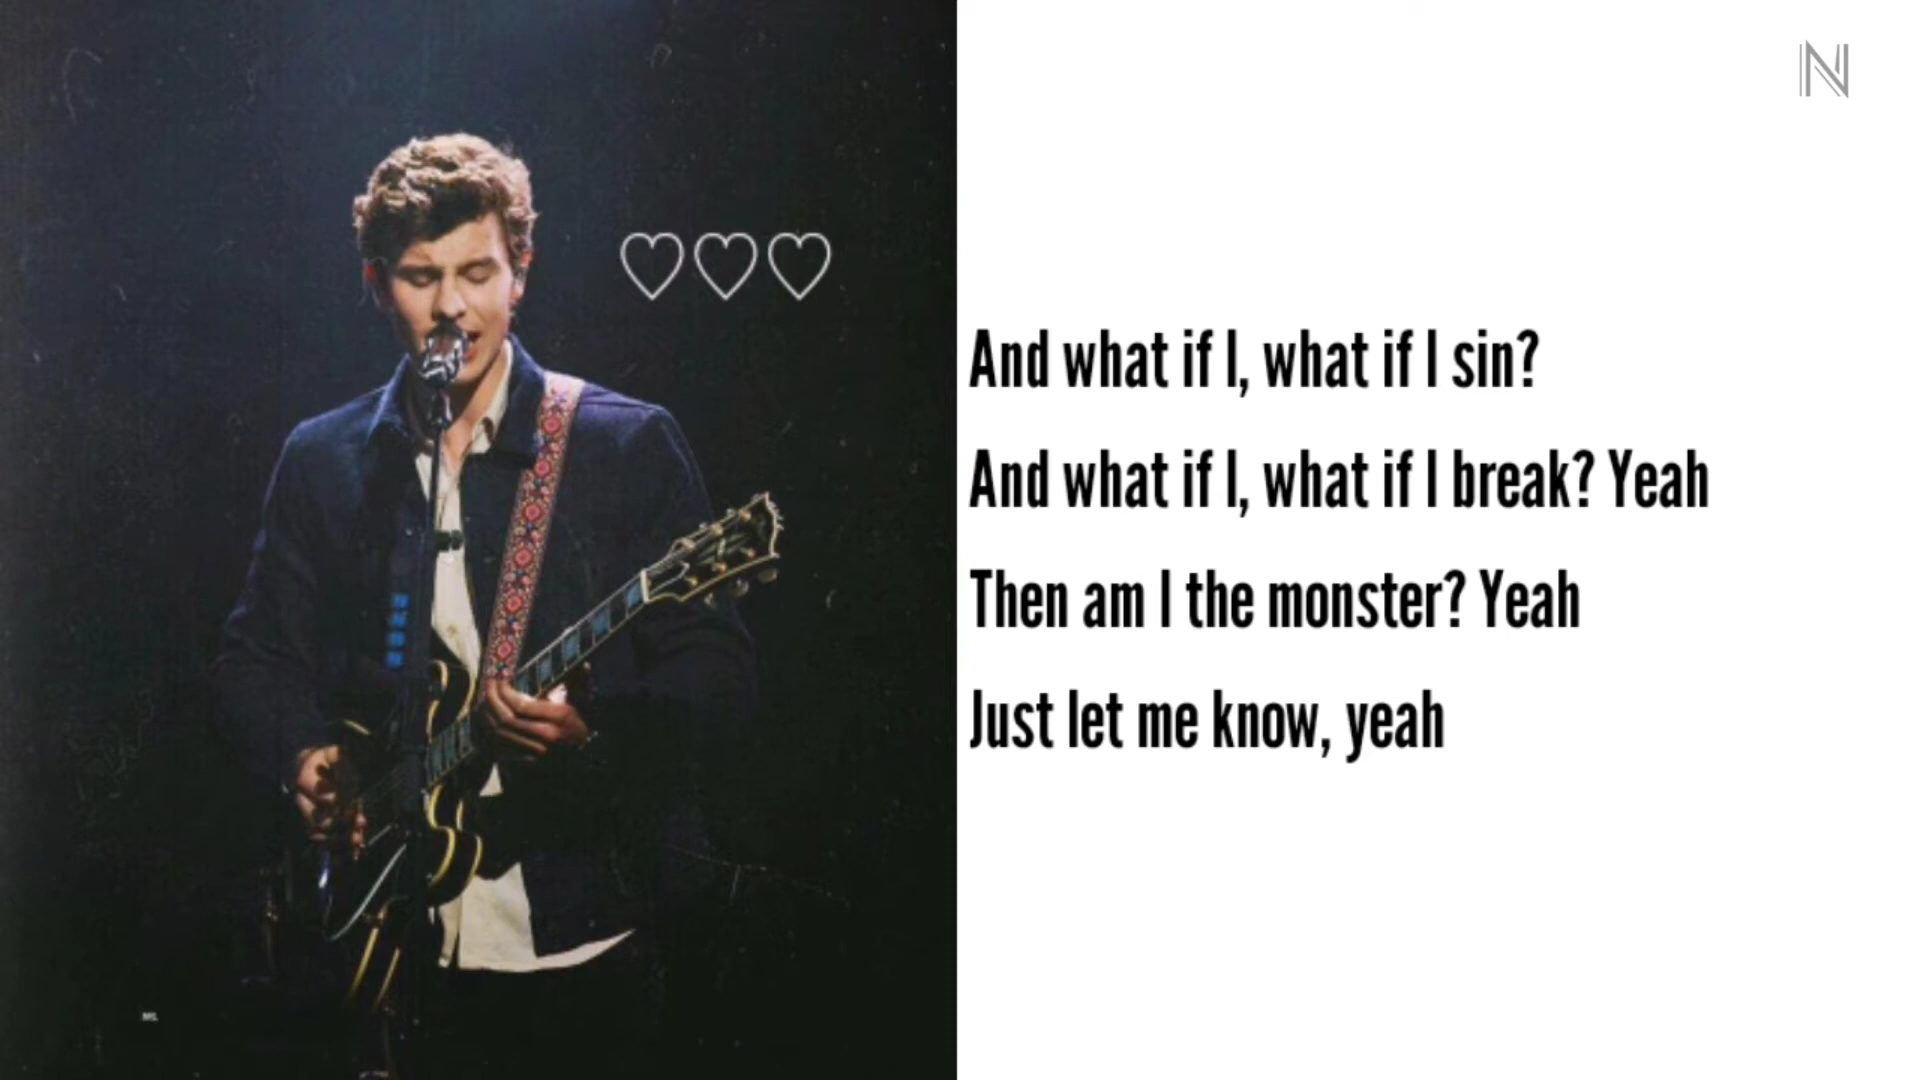 N
And what if I, what if I sin?
And what if I, what if I break? Yeah
Then am I the monster? Yeah
Just let me know, yeah